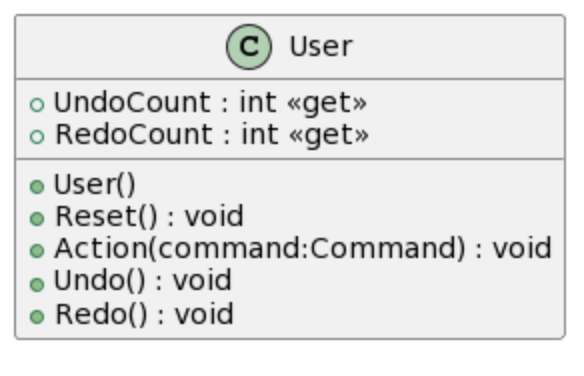 C User
UndoCount : int «get»
RedoCount : int «get»
User()
Reset() : void
Action(command:Command) : void
Undo() : void
Redo() : void